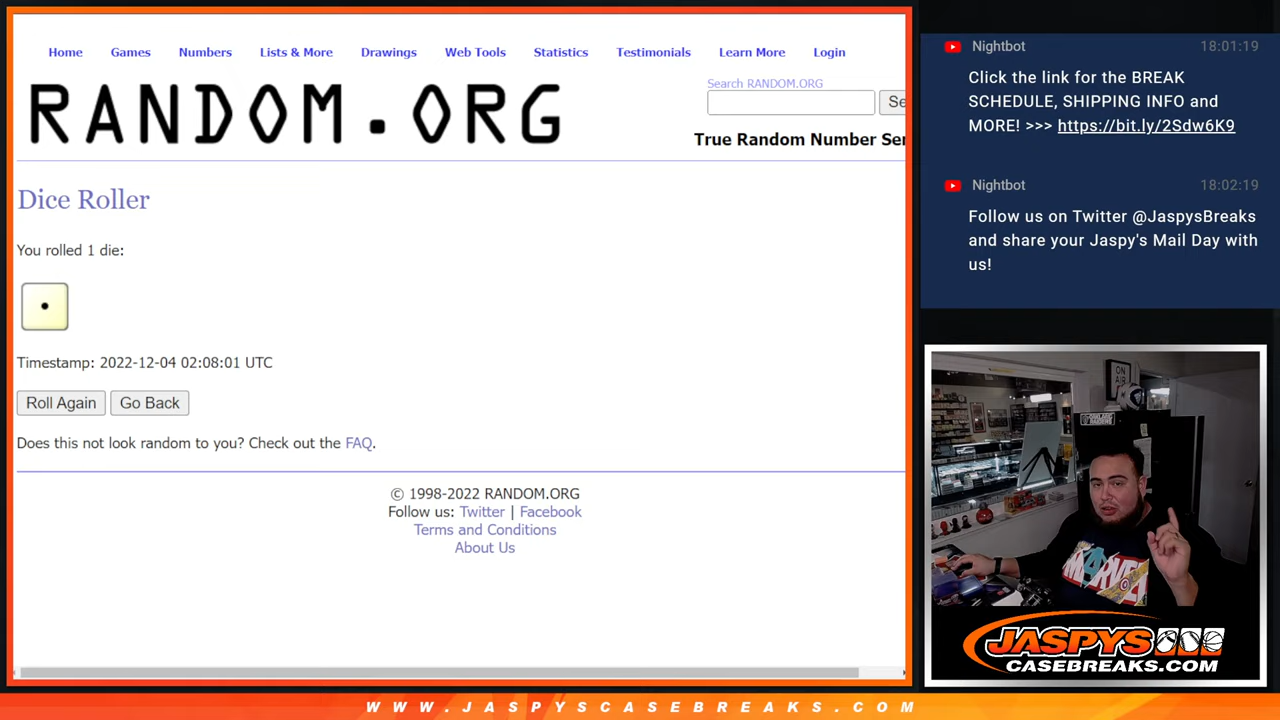 Home Games Numbers Lists & More Drawings Web Tools Statistics Testimonials Learn More Login
RANDOM.ORG
Search RANDOM.ORG
Se
True Random Number Ser
Dice Roller
You rolled 1 die:
Timestamp: 2022-12-04 02:08:01 UTC
Roll Again Go Back
Does this not look random to you? Check out the FAQ.
© 1998-2022 RANDOM.ORG
Follow us: Twitter | Facebook
Terms and Conditions
About Us
Nightbot 18:01:19
Click the link for the BREAK
SCHEDULE, SHIPPING INFO and
MORE! >>> https://bit.ly/2Sdw6K9
Nightbot 18:02:19
Follow us on Twitter @JaspysBreaks
and share your Jaspy's Mail Day with
us!
ON
AIR
MARVEL
JASPYS
CASEBREAKS.COM
WWW.JASPYSCASEBREAKS.COM